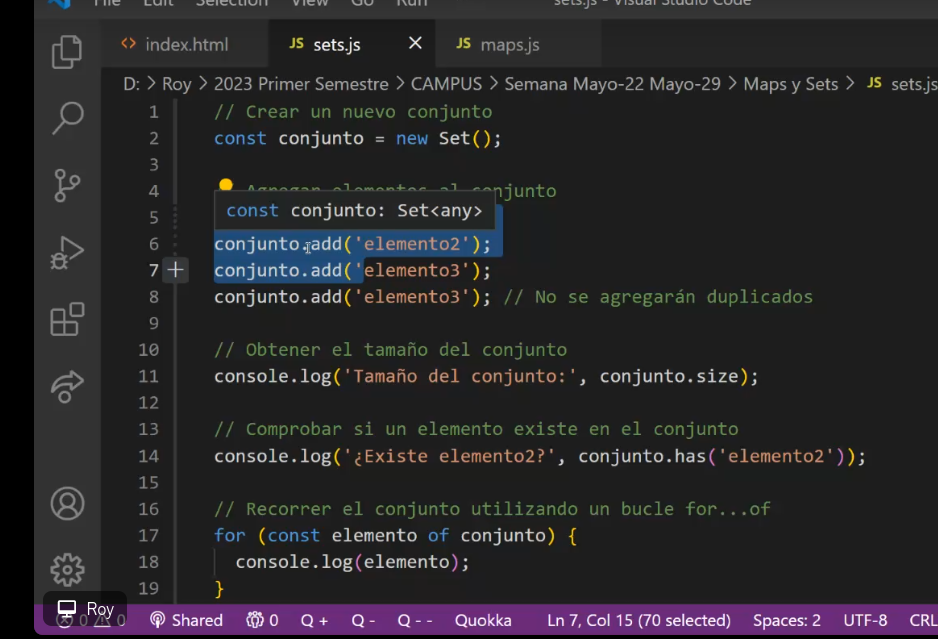 File Edit Selection View Go Run sets.js - Visual Studio Code
index.html JS sets.js JS maps.js
D: > Roy > 2023 Primer Semestre > CAMPUS > Semana Mayo-22 Mayo-29 > Maps y Sets > JS sets.js
1 // Crear un nuevo conjunto
2 const conjunto = new Set();
3
4 // Agregar elementos al conjunto
const conjunto: Set<any>
5
6 conjunto.add('elemento2');
7 conjunto.add('elemento3');
8 conjunto.add('elemento3'); // No se agregarán duplicados
9
10 // Obtener el tamaño del conjunto
11 console.log('Tamaño del conjunto:', conjunto.size);
12
13 // Comprobar si un elemento existe en el conjunto
14 console.log('¿Existe elemento2?', conjunto.has('elemento2'));
15
16 // Recorrer el conjunto utilizando un bucle for...of
17 for (const elemento of conjunto) {
18 console.log(elemento);
19 }
Roy
0 0 Shared 0 Q + Q - Q - - Quokka Ln 7, Col 15 (70 selected) Spaces: 2 UTF-8 CRL